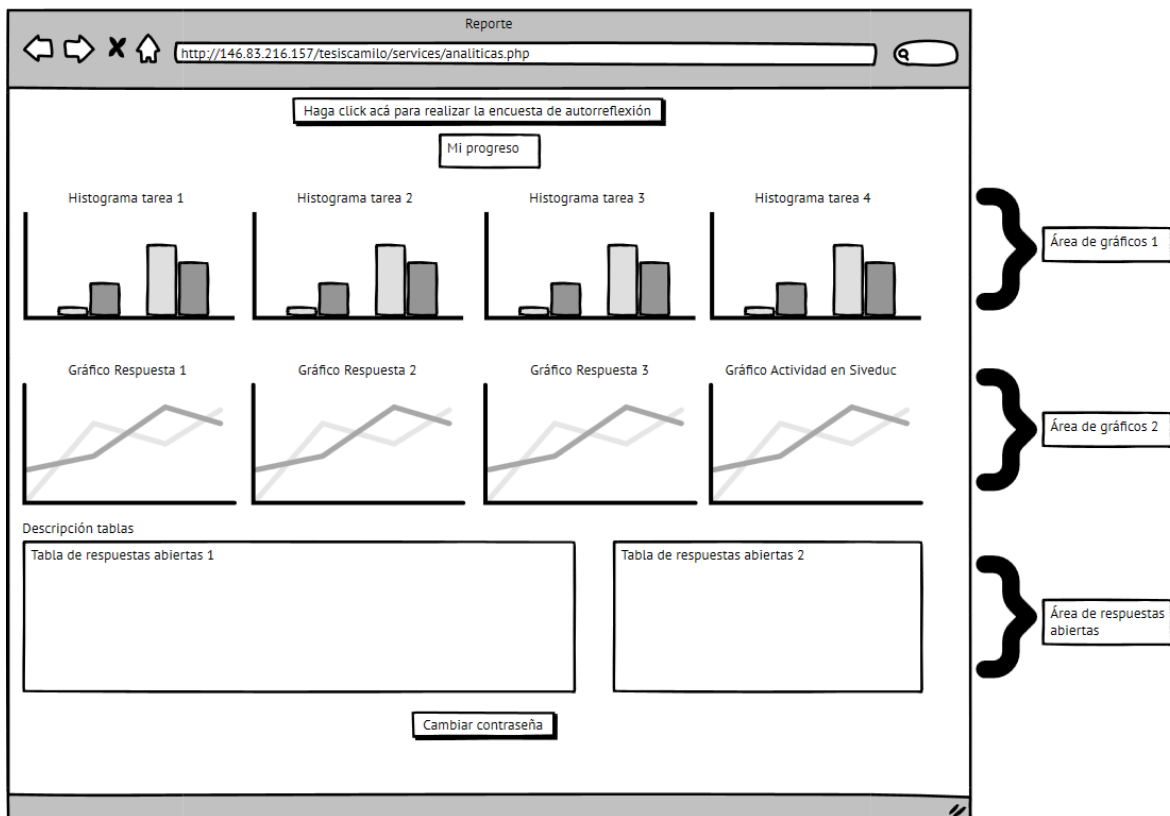 Reporte
http://146.83.216.157/tesiscamilo/services/analiticas.php
Haga click acá para realizar la encuesta de autorreflexión
Mi progreso
Histograma tarea 1
Histograma tarea 2
Histograma tarea 3
Histograma tarea 4
Área de gráficos 1
Gráfico Respuesta 1
Gráfico Respuesta 2
Gráfico Respuesta 3
Gráfico Actividad en Siveduc
Área de gráficos 2
Descripción tablas
Tabla de respuestas abiertas 1
Tabla de respuestas abiertas 2
Área de respuestas
abiertas
Cambiar contraseña